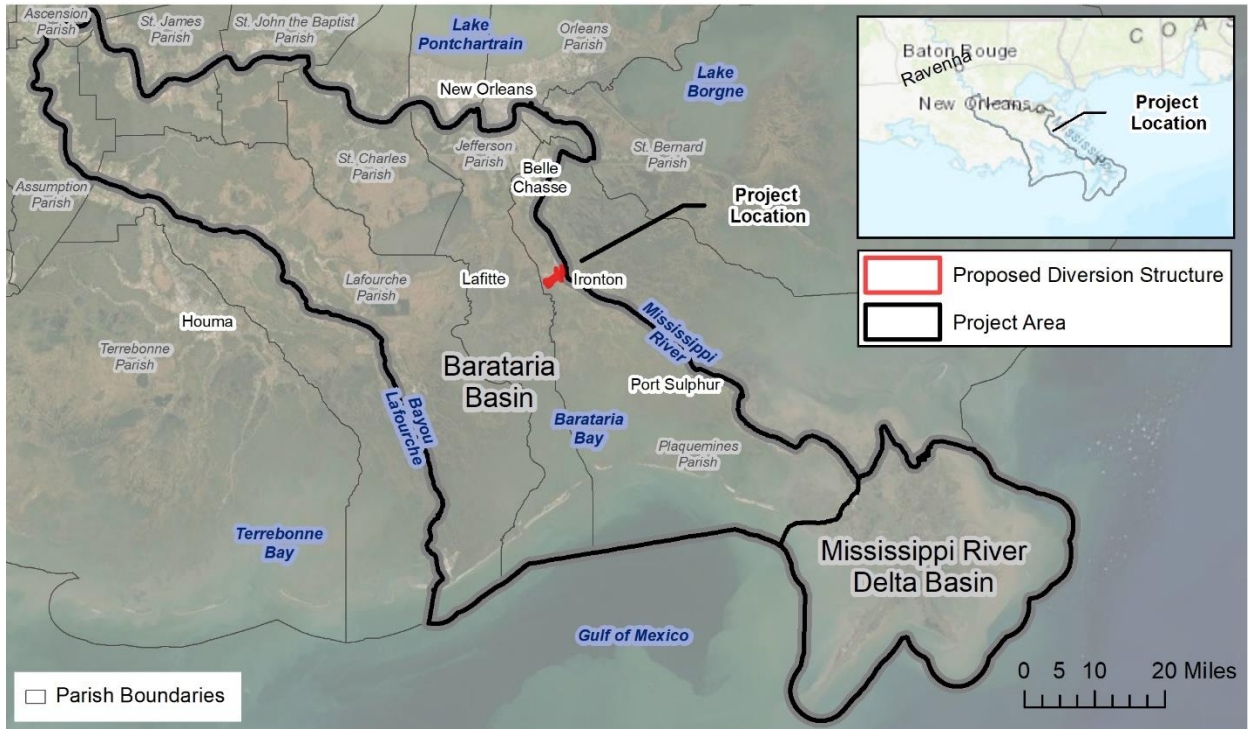 Ascension
Parish
St. James
Parish
St. John the Baptist
Parish
Lake
Pontchartrain
Orleans
Parish
Lake
Borgne
New Orleans
St. Charles
Parish
Jefferson
Parish
St. Bernard
Parish
Assumption
Parish
Belle
Chasse
Project
Location
Lafourche
Parish
Lafitte
Ironton
Houma
Terrebonne
Parish
Mississippi
River
Barataria
Basin
Port Sulphur
Bayou
Lafourche
Barataria
Bay
Plaquemines
Parish
Terrebonne
Bay
Mississippi River
Delta Basin
Gulf of Mexico
Baton Rouge
Ravenna
New Orleans
C O A S
Project
Location
Mississippi
Proposed Diversion Structure
Project Area
Parish Boundaries
0 5 10 20 Miles